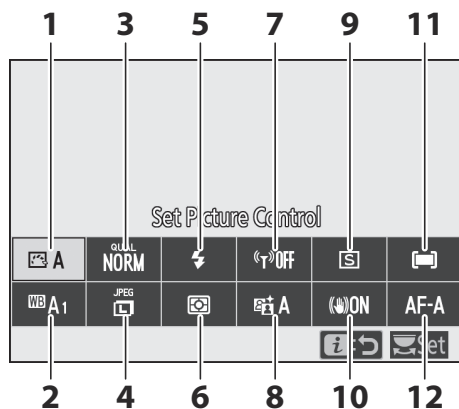 1 3 5 7 9 11
Set Picture Control
A QUAL NORM OFF S
WB A1 JPEG L A ON AF-A
i Set
2 4 6 8 10 12